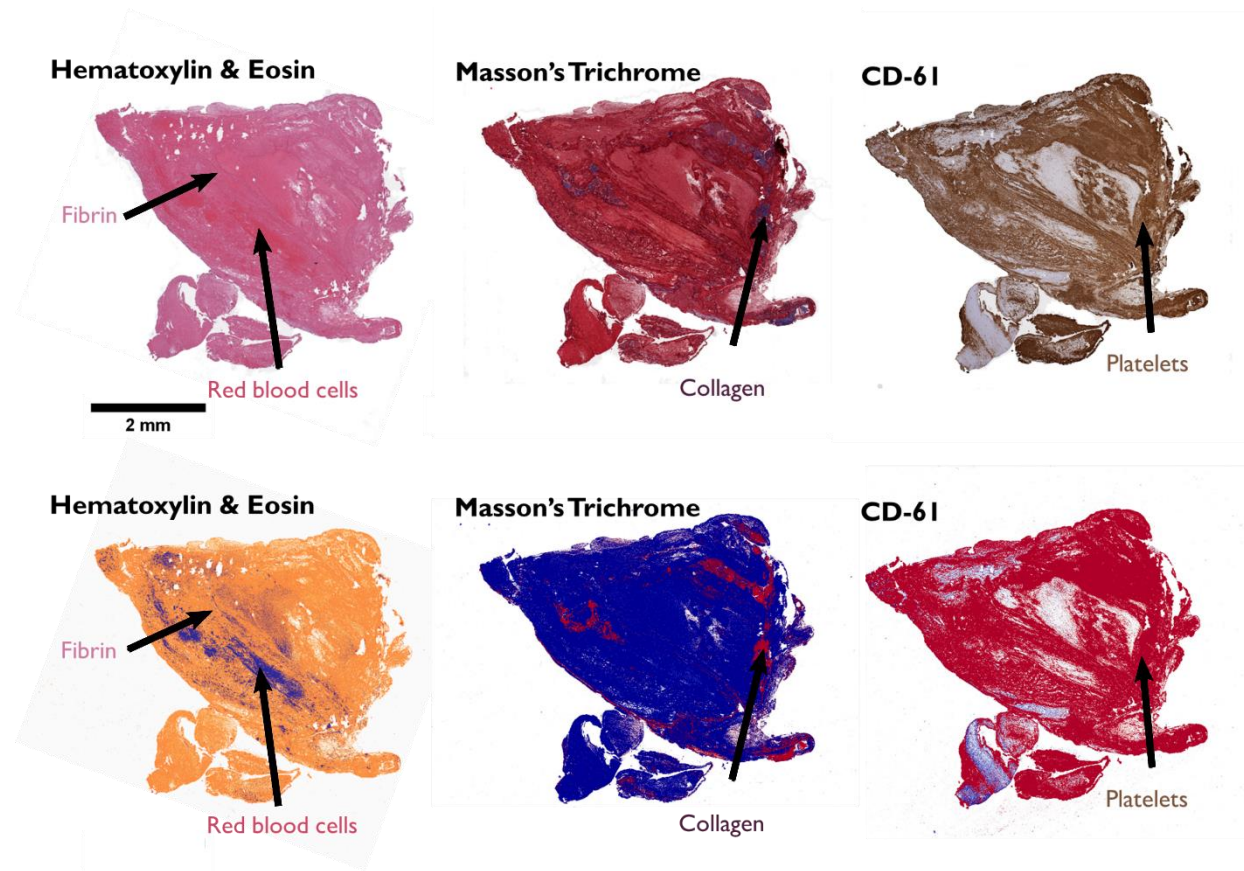 Hematoxylin & Eosin
Masson's Trichrome
CD-61
Fibrin
Red blood cells
Collagen
Platelets
2 mm
Hematoxylin & Eosin
Masson's Trichrome
CD-61
Fibrin
Red blood cells
Collagen
Platelets